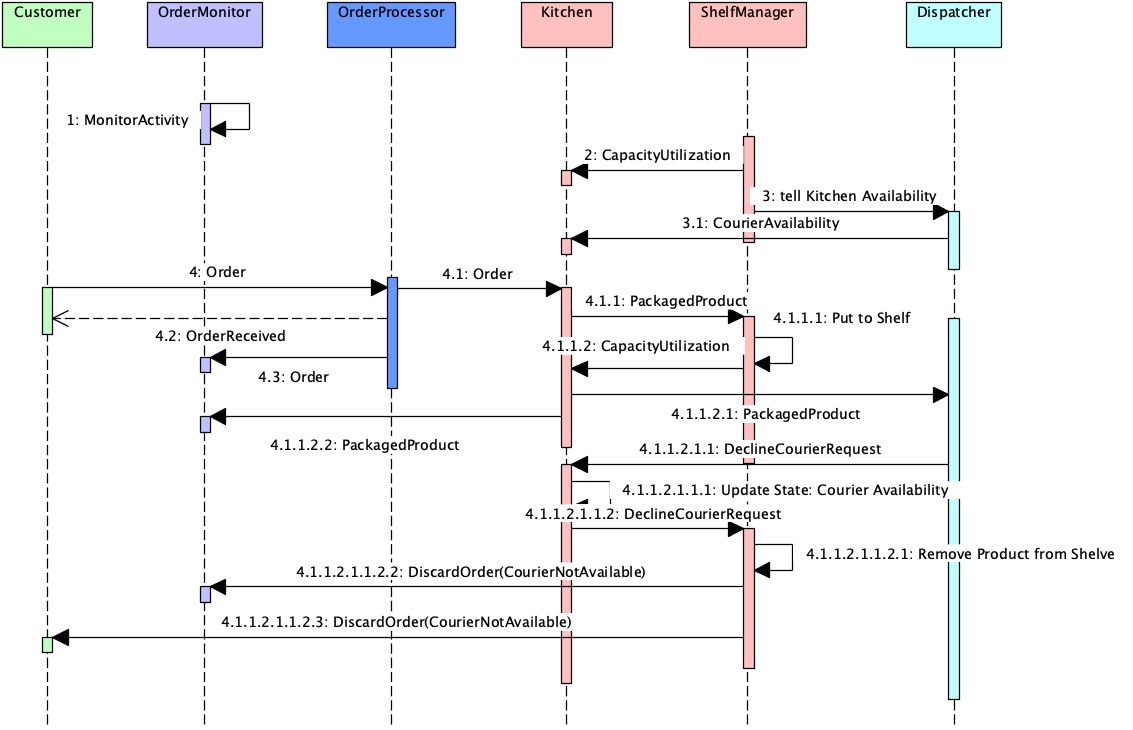 Customer
OrderMonitor
OrderProcessor
Kitchen
ShelfManager
Dispatcher
1: MonitorActivity
2: CapacityUtilization
3: tell Kitchen Availability
3.1: CourierAvailability
4: Order
4.1: Order
4.1.1: PackagedProduct
4.1.1.1: Put to Shelf
4.2: OrderReceived
4.1.1.2: CapacityUtilization
4.3: Order
4.1.1.2.1: PackagedProduct
4.1.1.2.2: PackagedProduct
4.1.1.2.1.1: DeclineCourierRequest
4.1.1.2.1.1.1: Update State: Courier Availability
4.1.1.2.1.1.2: DeclineCourierRequest
4.1.1.2.1.1.2.1: Remove Product from Shelve
4.1.1.2.1.1.2.2: DiscardOrder(CourierNotAvailable)
4.1.1.2.1.1.2.3: DiscardOrder(CourierNotAvailable)